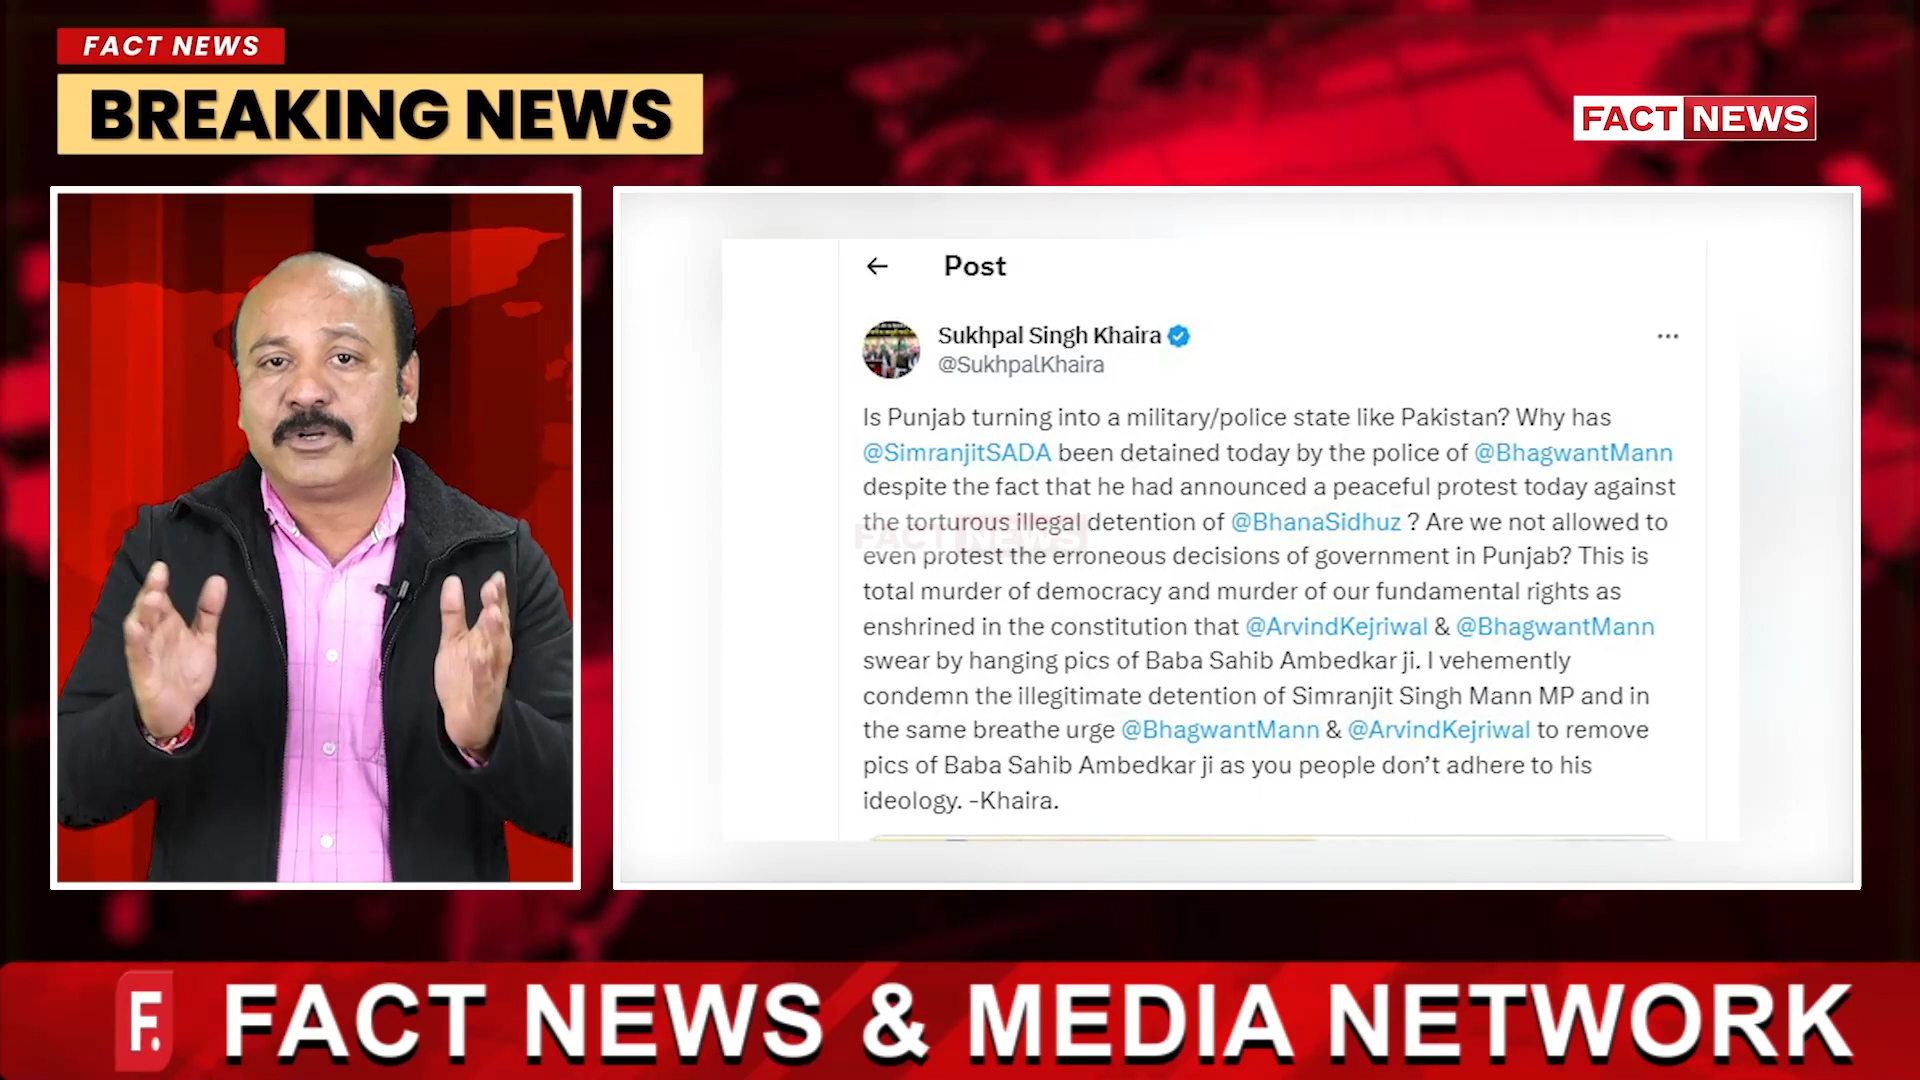 FACT NEWS
BREAKING NEWS
FACT NEWS
Post
Sukhpal Singh Khaira
@SukhpalKhaira
Is Punjab turning into a military/police state like Pakistan? Why has
@SimranjitSADA been detained today by the police of @BhagwantMann
despite the fact that he had announced a peaceful protest today against
the torturous illegal detention of @BhanaSidhuz ? Are we not allowed to
even protest the erroneous decisions of government in Punjab? This is
total murder of democracy and murder of our fundamental rights as
enshrined in the constitution that @ArvindKejriwal & @BhagwantMann
swear by hanging pics of Baba Sahib Ambedkar ji. I vehemently
condemn the illegitimate detention of Simranjit Singh Mann MP and in
the same breathe urge @BhagwantMann & @ArvindKejriwal to remove
pics of Baba Sahib Ambedkar ji as you people don’t adhere to his
ideology. -Khaira.
FACT NEWS
F. FACT NEWS & MEDIA NETWORK